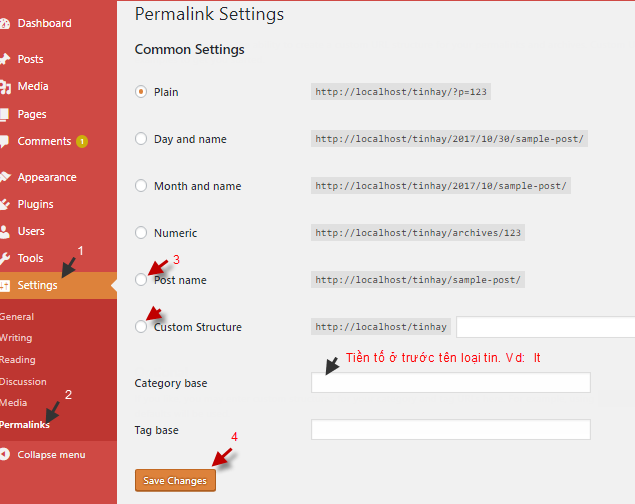 Dashboard
Posts
Media
Pages
Comments 1
Appearance
Plugins
Users
Tools
1
Settings
General
Writing
Reading
Discussion
Media
2
Permalinks
Collapse menu
Permalink Settings
Common Settings
Plain http://localhost/tinhay/?p=123
Day and name http://localhost/tinhay/2017/10/30/sample-post/
Month and name http://localhost/tinhay/2017/10/sample-post/
Numeric http://localhost/tinhay/archives/123
3
Post name http://localhost/tinhay/sample-post/
Custom Structure http://localhost/tinhay
Tiền tố ở trước tên loại tin. Vd: lt
Category base
Tag base
4
Save Changes